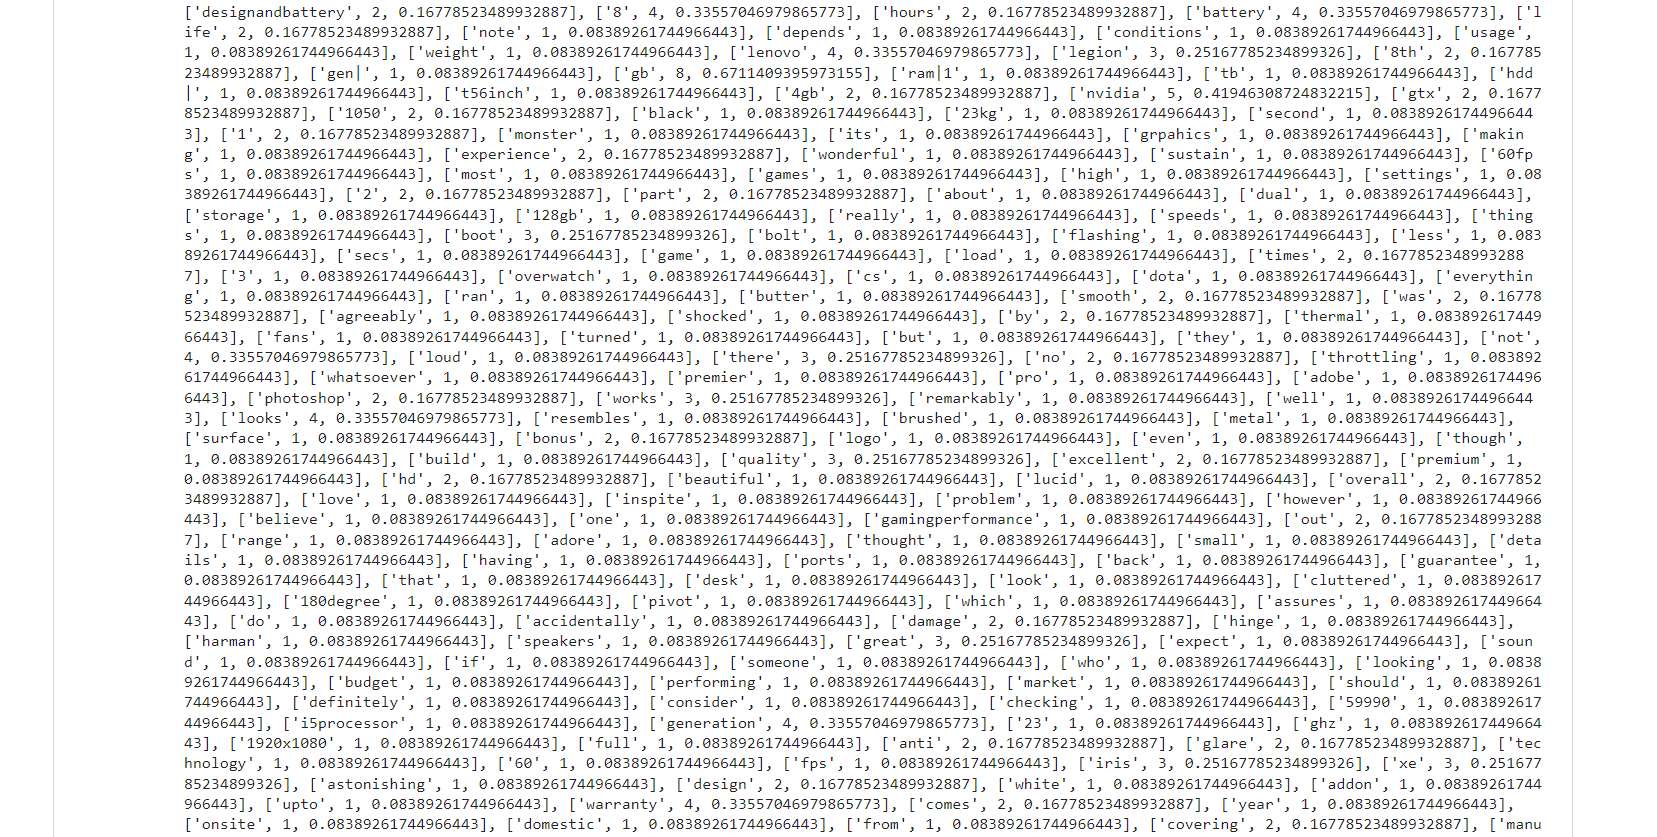 ['designandbattery', 2, 0.16778523489932887], ['8', 4, 0.33557046979865773], ['hours', 2, 0.16778523489932887], ['battery', 4, 0.33557046979865773], ['l
ife', 2, 0.16778523489932887], ['note', 1, 0.08389261744966443], ['depends', 1, 0.08389261744966443], ['conditions', 1, 0.08389261744966443], ['usage',
1, 0.08389261744966443], ['weight', 1, 0.08389261744966443], ['lenovo', 4, 0.33557046979865773], ['legion', 3, 0.25167785234899326], ['8th', 2, 0.167785
23489932887], ['gen|', 1, 0.08389261744966443], ['gb', 8, 0.6711409395973155], ['ram|1', 1, 0.08389261744966443], ['tb', 1, 0.08389261744966443], ['hdd
|', 1, 0.08389261744966443], ['t56inch', 1, 0.08389261744966443], ['4gb', 2, 0.16778523489932887], ['nvidia', 5, 0.41946308724832215], ['gtx', 2, 0.1677
8523489932887], ['1050', 2, 0.16778523489932887], ['black', 1, 0.08389261744966443], ['23kg', 1, 0.08389261744966443], ['second', 1, 0.0838926174496644
3], ['1', 2, 0.16778523489932887], ['monster', 1, 0.08389261744966443], ['its', 1, 0.08389261744966443], ['grpahics', 1, 0.08389261744966443], ['makin
g', 1, 0.08389261744966443], ['experience', 2, 0.16778523489932887], ['wonderful', 1, 0.08389261744966443], ['sustain', 1, 0.08389261744966443], ['60fp
s', 1, 0.08389261744966443], ['most', 1, 0.08389261744966443], ['games', 1, 0.08389261744966443], ['high', 1, 0.08389261744966443], ['settings', 1, 0.08
389261744966443], ['2', 2, 0.16778523489932887], ['part', 2, 0.16778523489932887], ['about', 1, 0.08389261744966443], ['dual', 1, 0.08389261744966443],
['storage', 1, 0.08389261744966443], ['128gb', 1, 0.08389261744966443], ['really', 1, 0.08389261744966443], ['speeds', 1, 0.08389261744966443], ['thing
s', 1, 0.08389261744966443], ['boot', 3, 0.25167785234899326], ['bolt', 1, 0.08389261744966443], ['flashing', 1, 0.08389261744966443], ['less', 1, 0.083
89261744966443], ['secs', 1, 0.08389261744966443], ['game', 1, 0.08389261744966443], ['load', 1, 0.08389261744966443], ['times', 2, 0.1677852348993288
7], ['3', 1, 0.08389261744966443], ['overwatch', 1, 0.08389261744966443], ['cs', 1, 0.08389261744966443], ['dota', 1, 0.08389261744966443], ['everythin
g', 1, 0.08389261744966443], ['ran', 1, 0.08389261744966443], ['butter', 1, 0.08389261744966443], ['smooth', 2, 0.16778523489932887], ['was', 2, 0.16778
523489932887], ['agreeably', 1, 0.08389261744966443], ['shocked', 1, 0.08389261744966443], ['by', 2, 0.16778523489932887], ['thermal', 1, 0.083892617449
66443], ['fans', 1, 0.08389261744966443], ['turned', 1, 0.08389261744966443], ['but', 1, 0.08389261744966443], ['they', 1, 0.08389261744966443], ['not',
4, 0.33557046979865773], ['loud', 1, 0.08389261744966443], ['there', 3, 0.25167785234899326], ['no', 2, 0.16778523489932887], ['throttling', 1, 0.083892
61744966443], ['whatsoever', 1, 0.08389261744966443], ['premier', 1, 0.08389261744966443], ['pro', 1, 0.08389261744966443], ['adobe', 1, 0.0838926174496
6443], ['photoshop', 2, 0.16778523489932887], ['works', 3, 0.25167785234899326], ['remarkably', 1, 0.08389261744966443], ['well', 1, 0.0838926174496644
3], ['looks', 4, 0.33557046979865773], ['resembles', 1, 0.08389261744966443], ['brushed', 1, 0.08389261744966443], ['metal', 1, 0.08389261744966443],
['surface', 1, 0.08389261744966443], ['bonus', 2, 0.16778523489932887], ['logo', 1, 0.08389261744966443], ['even', 1, 0.08389261744966443], ['though',
1, 0.08389261744966443], ['build', 1, 0.08389261744966443], ['quality', 3, 0.25167785234899326], ['excellent', 2, 0.16778523489932887], ['premium', 1,
0.08389261744966443], ['hd', 2, 0.16778523489932887], ['beautiful', 1, 0.08389261744966443], ['lucid', 1, 0.08389261744966443], ['overall', 2, 0.1677852
3489932887], ['love', 1, 0.08389261744966443], ['inspite', 1, 0.08389261744966443], ['problem', 1, 0.08389261744966443], ['however', 1, 0.08389261744966
443], ['believe', 1, 0.08389261744966443], ['one', 1, 0.08389261744966443], ['gamingperformance', 1, 0.08389261744966443], ['out', 2, 0.1677852348993288
7], ['range', 1, 0.08389261744966443], ['adore', 1, 0.08389261744966443], ['thought', 1, 0.08389261744966443], ['small', 1, 0.08389261744966443], ['deta
ils', 1, 0.08389261744966443], ['having', 1, 0.08389261744966443], ['ports', 1, 0.08389261744966443], ['back', 1, 0.08389261744966443], ['guarantee', 1,
0.08389261744966443], ['that', 1, 0.08389261744966443], ['desk', 1, 0.08389261744966443], ['look', 1, 0.08389261744966443], ['cluttered', 1, 0.083892617
44966443], ['180degree', 1, 0.08389261744966443], ['pivot', 1, 0.08389261744966443], ['which', 1, 0.08389261744966443], ['assures', 1, 0.083892617449664
43], ['do', 1, 0.08389261744966443], ['accidentally', 1, 0.08389261744966443], ['damage', 2, 0.16778523489932887], ['hinge', 1, 0.08389261744966443],
['harman', 1, 0.08389261744966443], ['speakers', 1, 0.08389261744966443], ['great', 3, 0.25167785234899326], ['expect', 1, 0.08389261744966443], ['soun
d', 1, 0.08389261744966443], ['if', 1, 0.08389261744966443], ['someone', 1, 0.08389261744966443], ['who', 1, 0.08389261744966443], ['looking', 1, 0.0838
9261744966443], ['budget', 1, 0.08389261744966443], ['performing', 1, 0.08389261744966443], ['market', 1, 0.08389261744966443], ['should', 1, 0.08389261
744966443], ['definitely', 1, 0.08389261744966443], ['consider', 1, 0.08389261744966443], ['checking', 1, 0.08389261744966443], ['59990', 1, 0.083892617
44966443], ['i5processor', 1, 0.08389261744966443], ['generation', 4, 0.33557046979865773], ['23', 1, 0.08389261744966443], ['ghz', 1, 0.083892617449664
43], ['1920x1080', 1, 0.08389261744966443], ['full', 1, 0.08389261744966443], ['anti', 2, 0.16778523489932887], ['glare', 2, 0.16778523489932887], ['tec
hnology', 1, 0.08389261744966443], ['60', 1, 0.08389261744966443], ['fps', 1, 0.08389261744966443], ['iris', 3, 0.25167785234899326], ['xe', 3, 0.251677
85234899326], ['astonishing', 1, 0.08389261744966443], ['design', 2, 0.16778523489932887], ['white', 1, 0.08389261744966443], ['addon', 1, 0.08389261744
966443], ['upto', 1, 0.08389261744966443], ['warranty', 4, 0.33557046979865773], ['comes', 2, 0.16778523489932887], ['year', 1, 0.08389261744966443],
['onsite', 1, 0.08389261744966443], ['domestic', 1, 0.08389261744966443], ['from', 1, 0.08389261744966443], ['covering', 2, 0.16778523489932887], ['manu